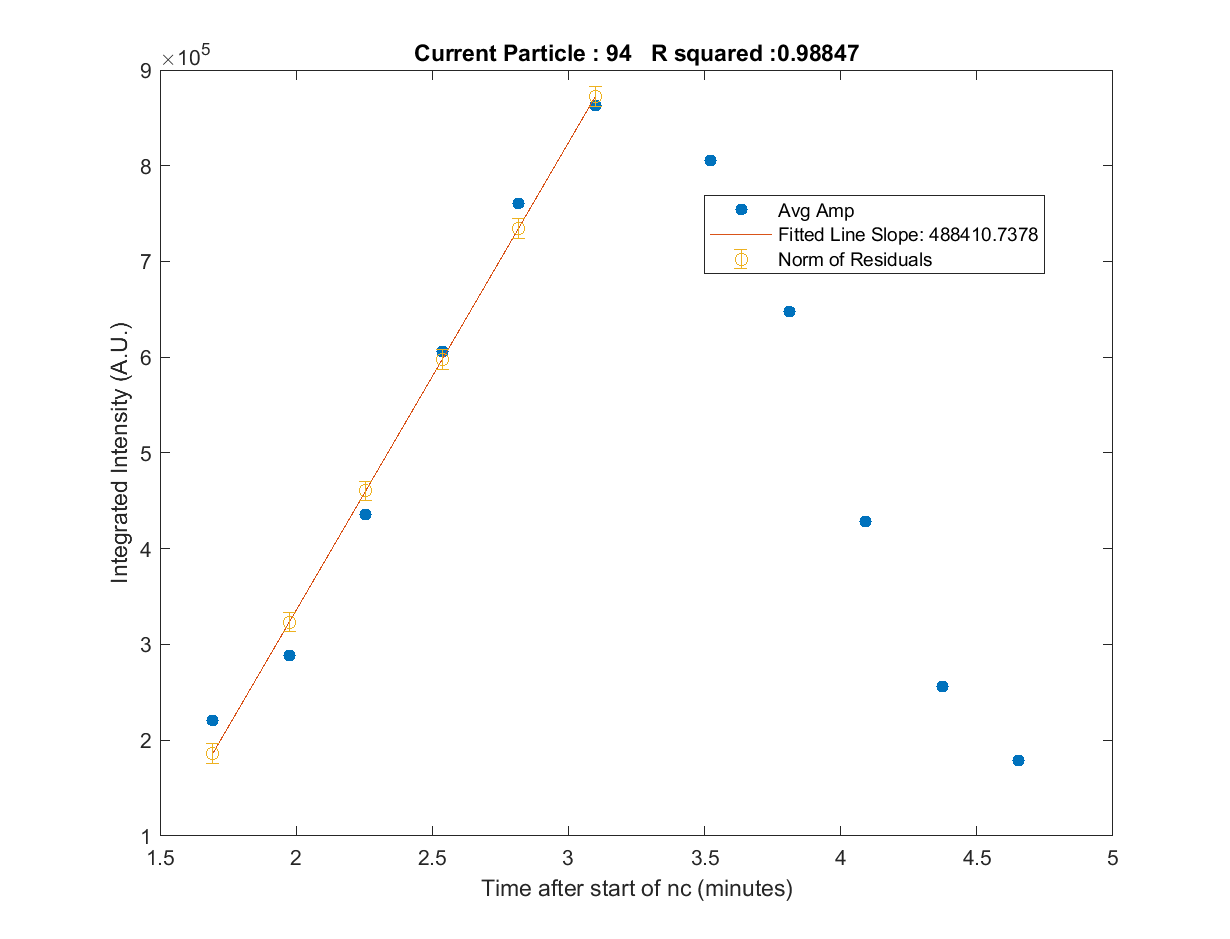 Current Particle : 94 R squared :0.98847
×10^5
9
8
7
6
5
4
3
2
1
Integrated Intensity (A.U.)
Avg Amp
Fitted Line Slope: 488410.7378
Norm of Residuals
1.5 2 2.5 3 3.5 4 4.5 5
Time after start of nc (minutes)